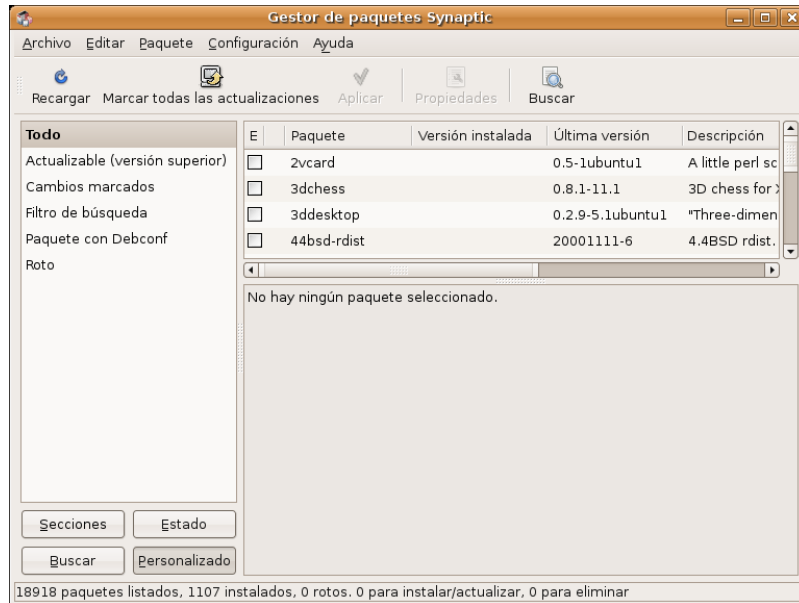 Gestor de paquetes Synaptic
Archivo Editar Paquete Configuración Ayuda
Recargar Marcar todas las actualizaciones Aplicar Propiedades Buscar
Todo
Actualizable (versión superior)
Cambios marcados
Filtro de búsqueda
Paquete con Debconf
Roto
E Paquete Versión instalada Última versión Descripción
2vcard 0.5-1ubuntu1 A little perl sc
3dchess 0.8.1-11.1 3D chess for X
3ddesktop 0.2.9-5.1ubuntu1 "Three-dimen
44bsd-rdist 20001111-6 4.4BSD rdist.
No hay ningún paquete seleccionado.
Secciones Estado
Buscar Personalizado
18918 paquetes listados, 1107 instalados, 0 rotos. 0 para instalar/actualizar, 0 para eliminar